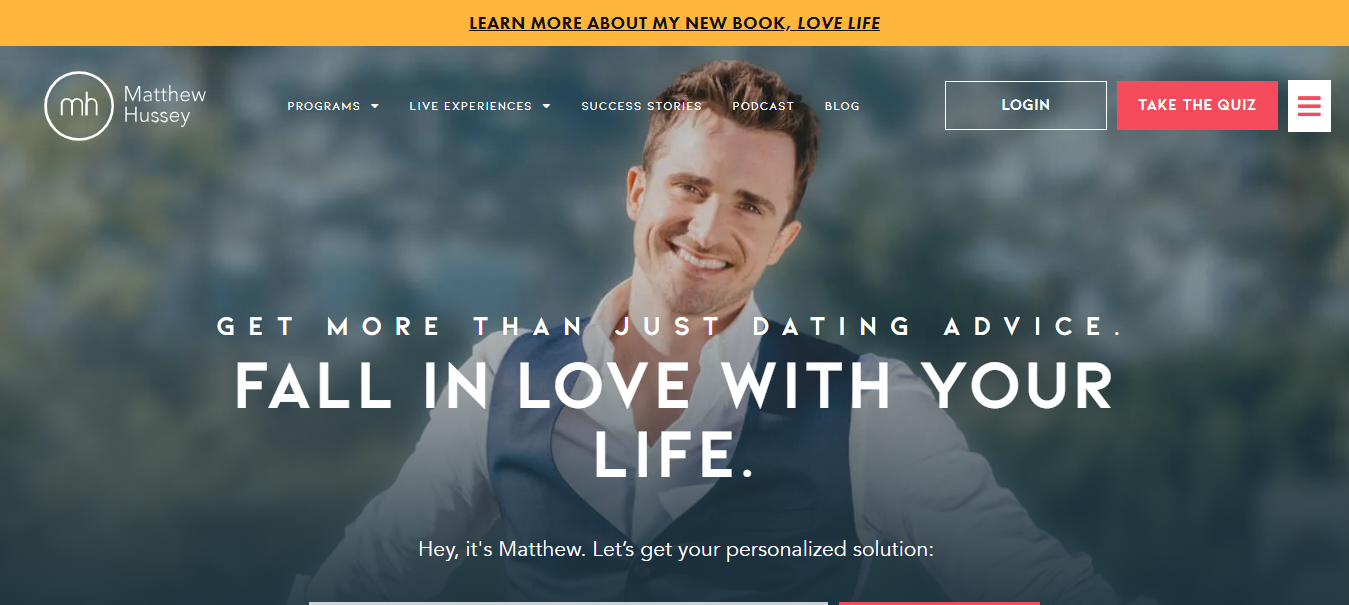 LEARN MORE ABOUT MY NEW BOOK, LOVE LIFE
mh
Matthew
Hussey
PROGRAMS
LIVE EXPERIENCES
SUCCESS STORIES
PODCAST
BLOG
LOGIN
TAKE THE QUIZ
GET MORE THAN JUST DATING ADVICE.
FALL IN LOVE WITH YOUR
LIFE.
Hey, it's Matthew. Let’s get your personalized solution: